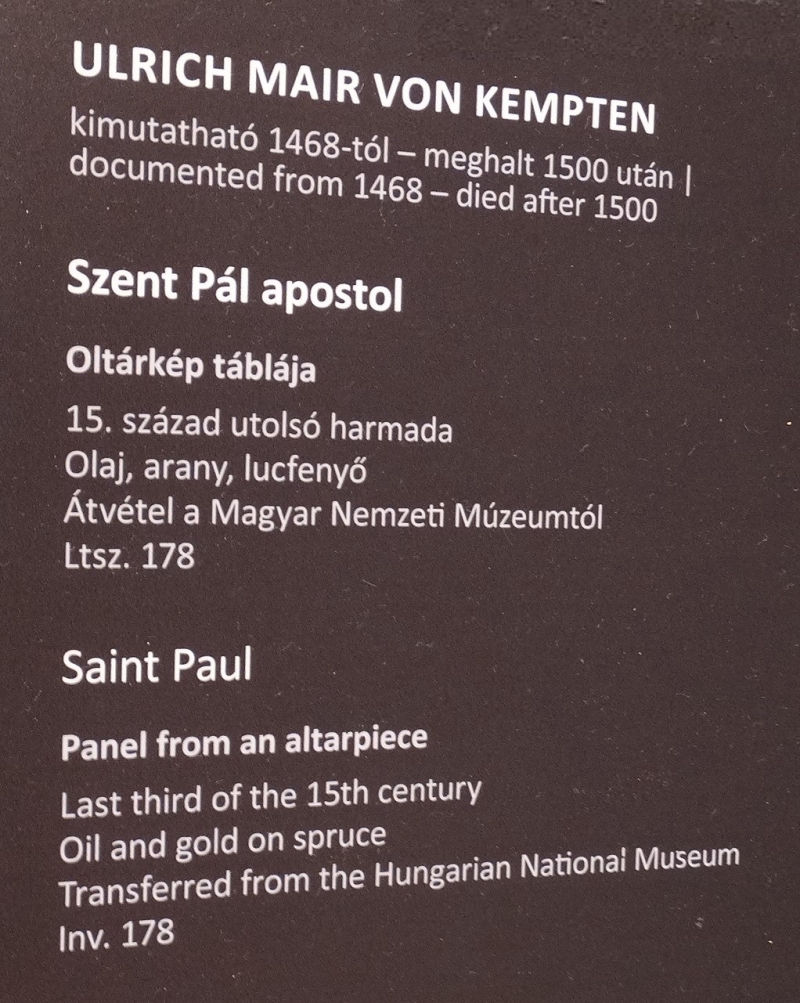 ULRICH MAIR VON KEMPTEN
kimutatható 1468-tól – meghalt 1500 után |
documented from 1468 – died after 1500
Szent Pál apostol
Oltárkép táblája
15. század utolsó harmada
Olaj, arany, lucfenyő
Átvétel a Magyar Nemzeti Múzeumtól
Ltsz. 178
Saint Paul
Panel from an altarpiece
Last third of the 15th century
Oil and gold on spruce
Transferred from the Hungarian National Museum
Inv. 178